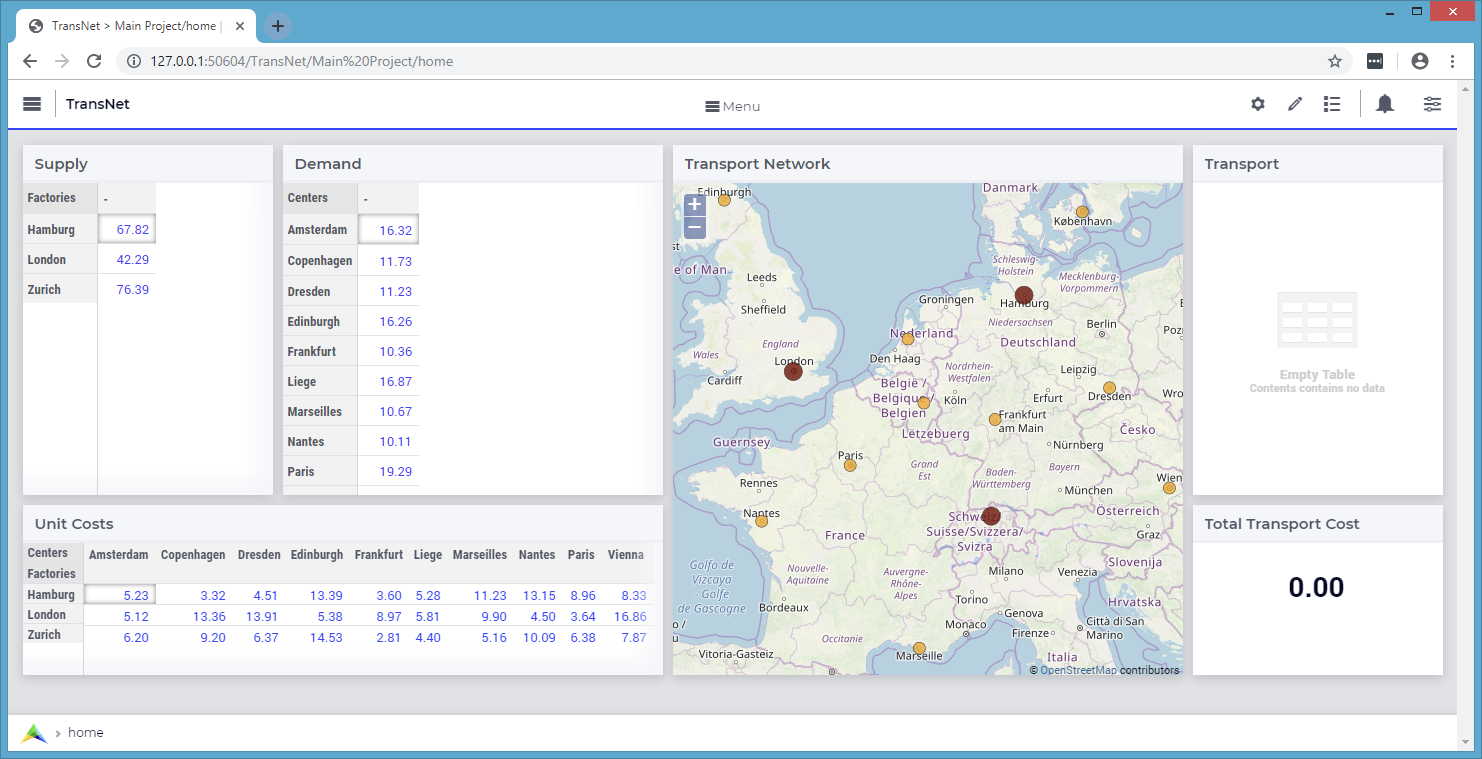 TransNet > Main Project/home |
127.0.0.1:50604/TransNet/Main%20Project/home
TransNet
Menu
Supply
Factories -
Hamburg 67.82
London 42.29
Zurich 76.39
Demand
Centers -
Amsterdam 16.32
Copenhagen 11.73
Dresden 11.23
Edinburgh 16.26
Frankfurt 10.36
Liege 16.87
Marseilles 10.67
Nantes 10.11
Paris 19.29
Unit Costs
Centers Amsterdam Copenhagen Dresden Edinburgh Frankfurt Liege Marseilles Nantes Paris Vienna
Factories
Hamburg 5.23 3.32 4.51 13.39 3.60 5.28 11.23 13.15 8.96 8.33
London 5.12 13.36 13.91 5.38 8.97 5.81 9.90 4.50 3.64 16.86
Zurich 6.20 9.20 6.37 14.53 2.81 4.40 5.16 10.09 6.38 7.87
Transport Network
+
−
Edinburgh
Danmark
København
st
e of Man
Leeds
Sheffield
Schleswig-
Holstein
Mecklenburg-
Vorpommern
Groningen
Hamburg
Nederland
Niedersachsen
Berlin
Pozn
England
Deutschland
Wales
London
Den Haag
Cardiff
Nordrhein-
Westfalen
Leipzig
België /
Belgique /
Belgien
Köln
Erfurt
Dresden
Wro
Frankfurt
am Main
Lëtzebuerg
Česko
Guernsey
Nürnberg
Paris
Grand
Est
Baden-
Württemberg
Bayern
Rennes
München
Wien
Nantes
Schweiz/
Suisse/Svizzera/
Svizra
Österreich
France
Graz
Slovenija
Golfo de
Vizcaya
- Golfe
de Gascogne
Nouvelle-
Aquitaine
Auvergne-
Rhône-
Alpes
Milano
Venezia
Torino
Hrvatska
Bordeaux
Genova
Monaco
Firenze
Città di San
Marino
o /
u
Occitanie
Vitoria-Gasteiz
Marseille
Italia
© OpenStreetMap contributors
Transport
Empty Table
Contents contains no data
Total Transport Cost
0.00
home